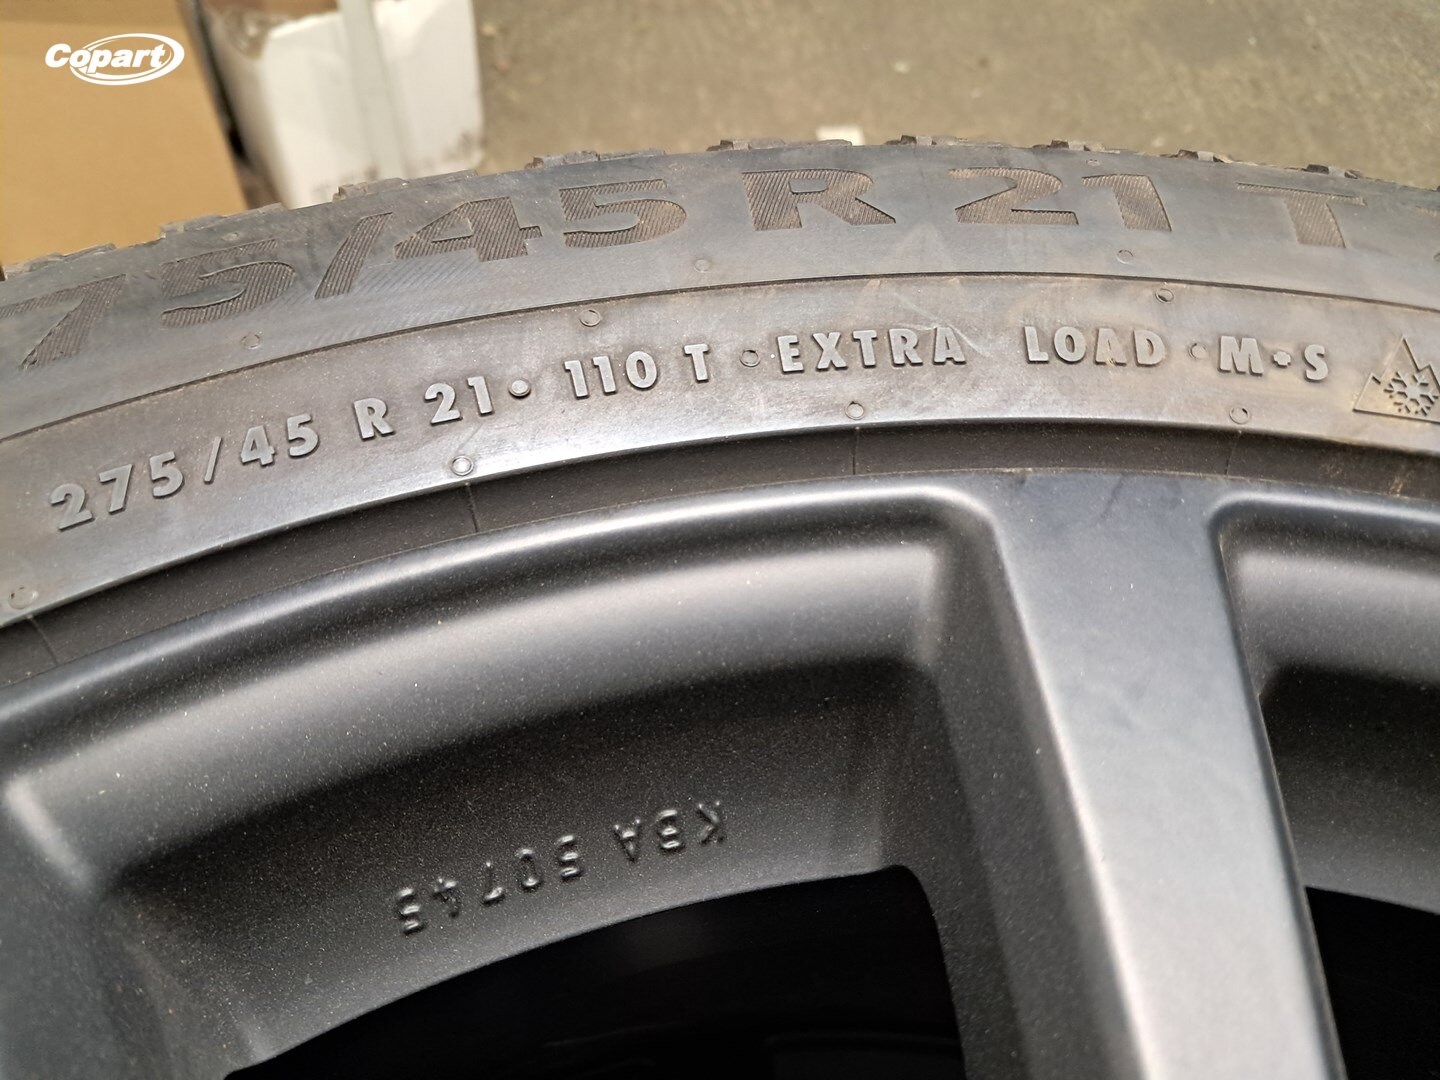 Copart
75/45 R 21 T
275/45 R 21 • 110 T • EXTRA LOAD • M•S
KBA 50745